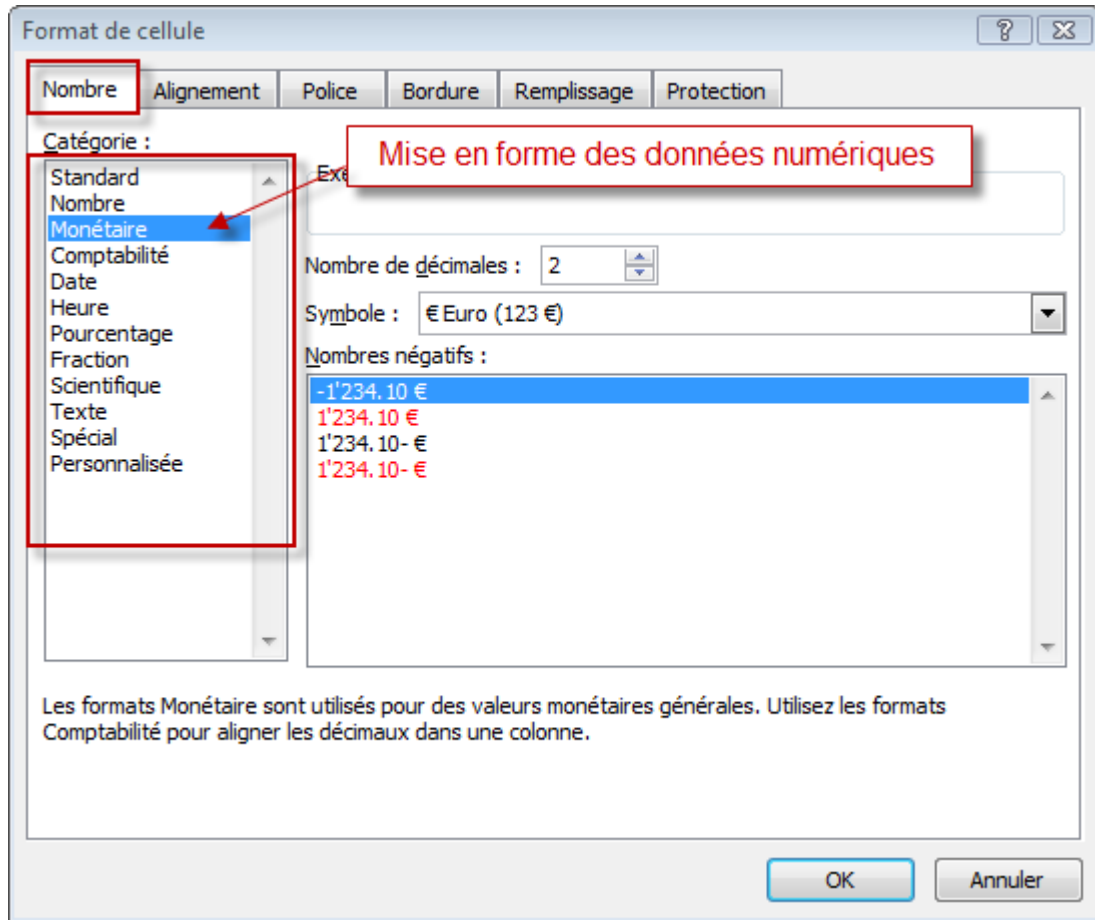 Format de cellule
Nombre Alignement Police Bordure Remplissage Protection
Catégorie :
Mise en forme des données numériques
Standard
Nombre
Monétaire
Comptabilité
Date
Heure
Pourcentage
Fraction
Scientifique
Texte
Spécial
Personnalisée
Nombre de décimales : 2
Symbole : € Euro (123 €)
Nombres négatifs :
-1'234.10 €
1'234.10 €
1'234.10- €
1'234.10- €
Les formats Monétaire sont utilisés pour des valeurs monétaires générales. Utilisez les formats
Comptabilité pour aligner les décimaux dans une colonne.
OK Annuler